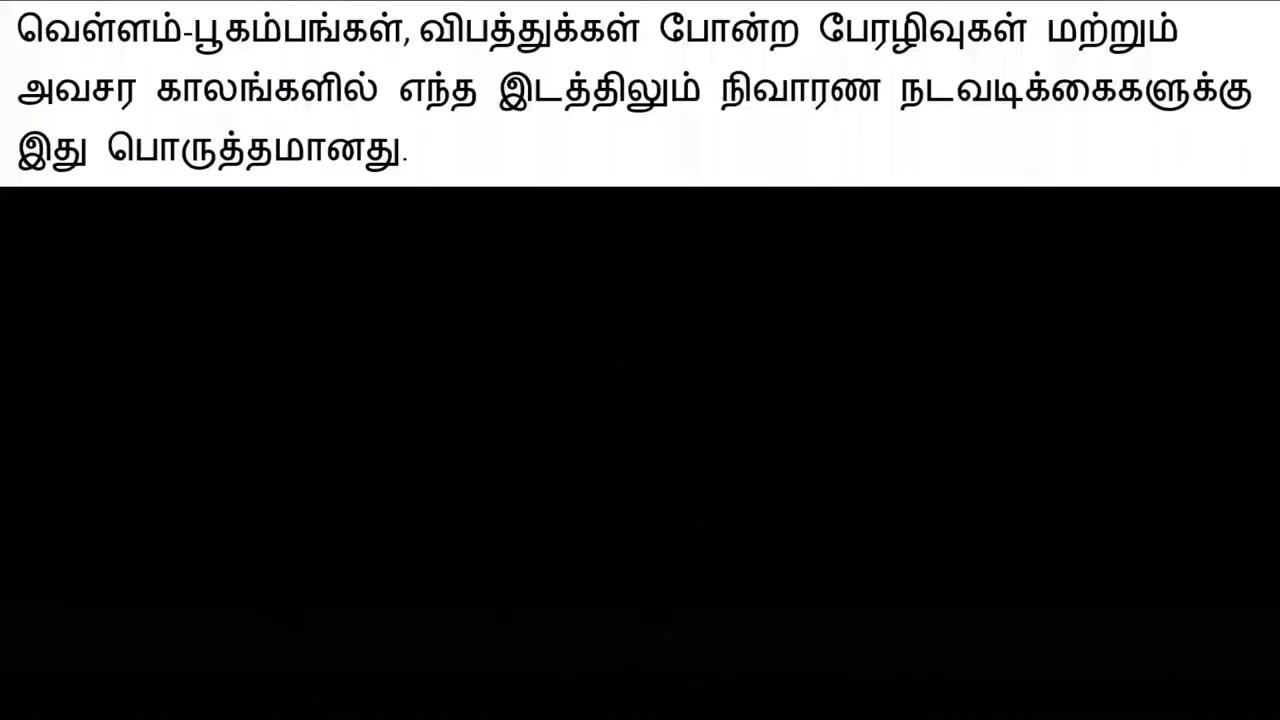 வெள்ளம்-பூகம்பங்கள், விபத்துக்கள் போன்ற பேரழிவுகள் மற்றும்
அவசர காலங்களில் எந்த இடத்திலும் நிவாரண நடவடிக்கைகளுக்கு
இது பொருத்தமானது.